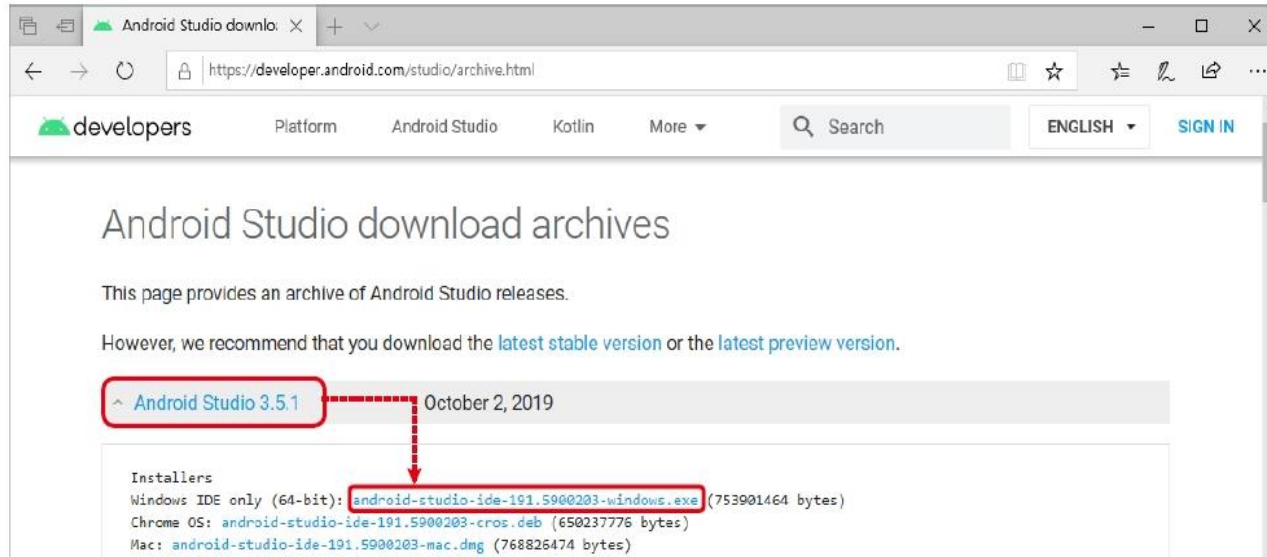 Android Studio downlo
https://developer.android.com/studio/archive.html
developers Platform Android Studio Kotlin More Search ENGLISH SIGN IN
Android Studio download archives
This page provides an archive of Android Studio releases.
However, we recommend that you download the latest stable version or the latest preview version.
Android Studio 3.5.1 October 2, 2019
Installers
Windows IDE only (64-bit): android-studio-ide-191.5900203-windows.exe (753901464 bytes)
Chrome OS: android-studio-ide-191.5900203-cros.deb (650237776 bytes)
Mac: android-studio-ide-191.5900203-mac.dmg (768826474 bytes)